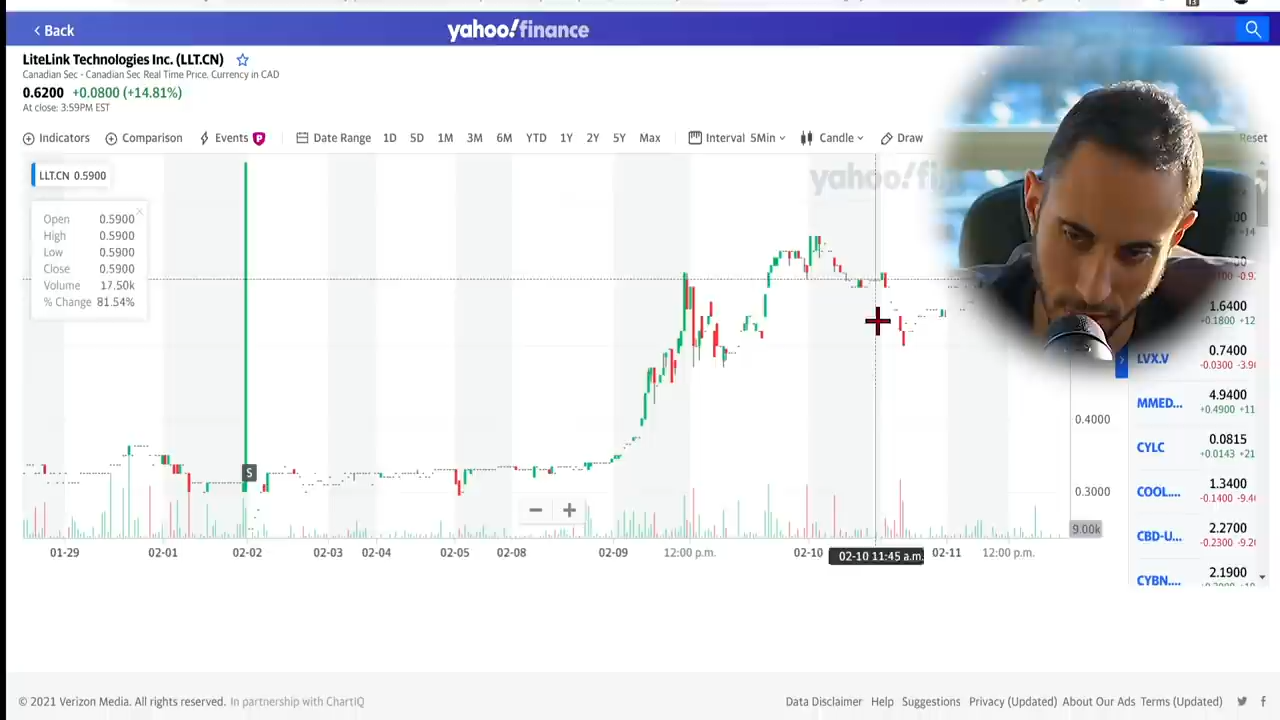 Back
yahoo!finance
LiteLink Technologies Inc. (LLT.CN)
Canadian Sec - Canadian Sec Real Time Price. Currency in CAD
0.6200 +0.0800 (+14.81%)
At close: 3:59PM EST
Indicators Comparison Events P Date Range 1D 5D 1M 3M 6M YTD 1Y 2Y 5Y Max Interval 5Min Candle Draw Reset
LLT.CN 0.5900
yahoo!fi
Open 0.5900
High 0.5900
Low 0.5900
Close 0.5900
Volume 17.50k
% Change 81.54%
1.6400
+0.1800 +12
LVX.V 0.7400
-0.0300 -3.9
MMED... 4.9400
+0.4900 +11
0.4000
CYLC 0.0815
+0.0143 +21
S
0.3000
COOL.... 1.3400
-0.1400 -9.4
9.00k
CBD-U... 2.2700
-0.2300 -9.2
01-29 02-01 02-02 02-03 02-04 02-05 02-08 02-09 12:00 p.m. 02-10 02-10 11:45 a.m. 02-11 12:00 p.m.
CYBN.... 2.1900
© 2021 Verizon Media. All rights reserved. In partnership with ChartIQ
Data Disclaimer Help Suggestions Privacy (Updated) About Our Ads Terms (Updated)